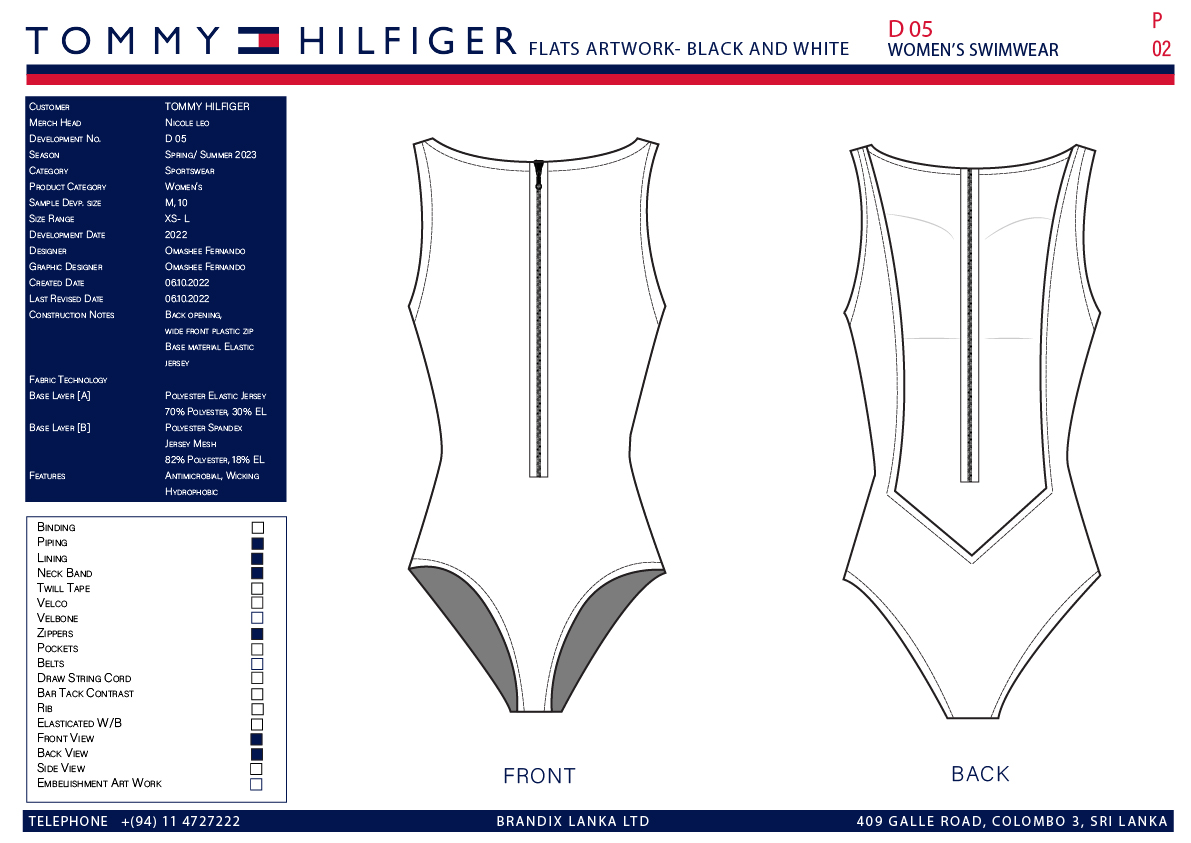 TOMMY HILFIGER FLATS ARTWORK- BLACK AND WHITE
D 05
WOMEN'S SWIMWEAR
P
02
Customer TOMMY HILFIGER
Merch Head Nicole leo
Development No. D 05
Season Spring/ Summer 2023
Category Sportswear
Product Category Women's
Sample Devp. size M,10
Size Range XS- L
Development Date 2022
Designer Omashee Fernando
Graphic Designer Omashee Fernando
Created Date 06.10.2022
Last Revised Date 06.10.2022
Construction Notes Back opening,
wide front plastic zip
Base material Elastic
jersey
Fabric Technology
Base Layer [A] Polyester Elastic Jersey
70% Polyester, 30% EL
Base Layer [B] Polyester Spandex
Jersey Mesh
82% Polyester, 18% EL
Features Antimicrobial, Wicking
Hydrophobic
Binding
Piping
Lining
Neck Band
Twill Tape
Velco
Velbone
Zippers
Pockets
Belts
Draw String Cord
Bar Tack Contrast
Rib
Elasticated W/B
Front View
Back View
Side View
Embelishment Art Work
FRONT
BACK
TELEPHONE +(94) 11 4727222
BRANDIX LANKA LTD
409 GALLE ROAD, COLOMBO 3, SRI LANKA